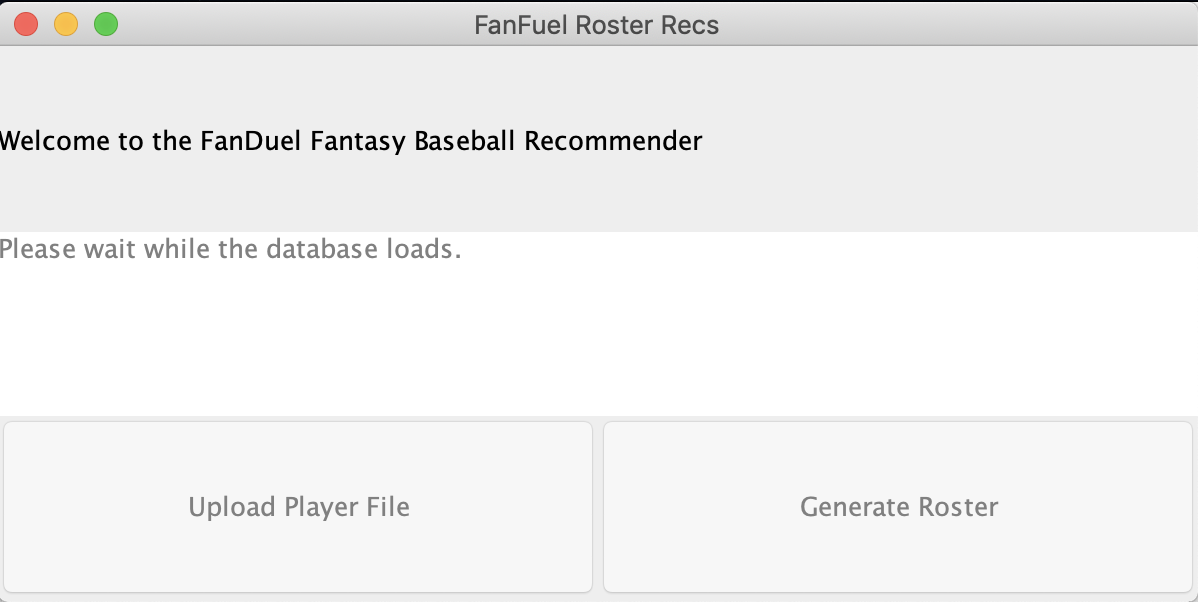 FanFuel Roster Recs
Welcome to the FanDuel Fantasy Baseball Recommender
Please wait while the database loads.
Upload Player File
Generate Roster